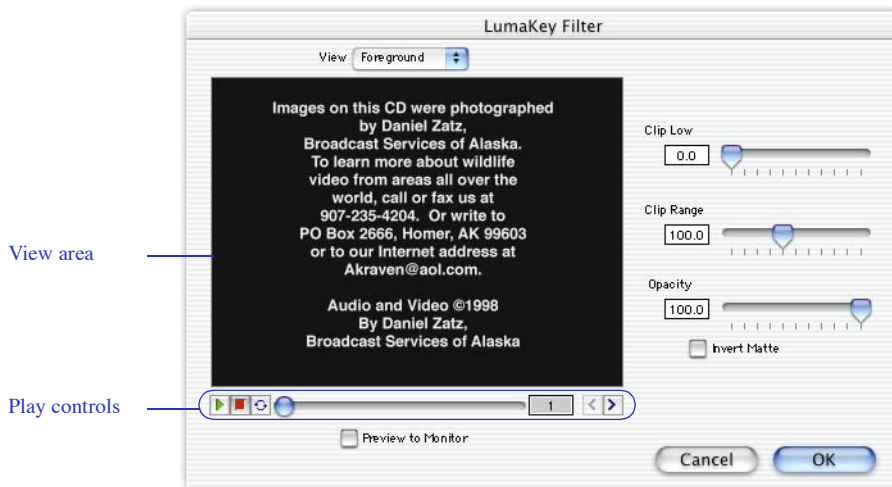 LumaKey Filter
View Foreground
Images on this CD were photographed
by Daniel Zatz,
Broadcast Services of Alaska.
To learn more about wildlife
video from areas all over the
world, call or fax us at
907-235-4204. Or write to
PO Box 2666, Homer, AK 99603
or to our Internet address at
Akraven@aol.com.
Audio and Video ©1998
By Daniel Zatz,
Broadcast Services of Alaska
Clip Low
0.0
Clip Range
100.0
Opacity
100.0
Invert Matte
View area
Play controls
1
Preview to Monitor
Cancel
OK